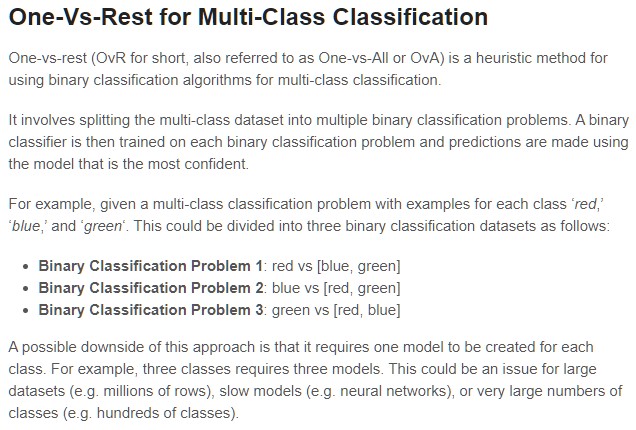 One-Vs-Rest for Multi-Class Classification
One-vs-rest (OvR for short, also referred to as One-vs-All or OvA) is a heuristic method for
using binary classification algorithms for multi-class classification.
It involves splitting the multi-class dataset into multiple binary classification problems. A binary
classifier is then trained on each binary classification problem and predictions are made using
the model that is the most confident.
For example, given a multi-class classification problem with examples for each class ‘red,’
‘blue,’ and ‘green‘. This could be divided into three binary classification datasets as follows:
• Binary Classification Problem 1: red vs [blue, green]
• Binary Classification Problem 2: blue vs [red, green]
• Binary Classification Problem 3: green vs [red, blue]
A possible downside of this approach is that it requires one model to be created for each
class. For example, three classes requires three models. This could be an issue for large
datasets (e.g. millions of rows), slow models (e.g. neural networks), or very large numbers of
classes (e.g. hundreds of classes).